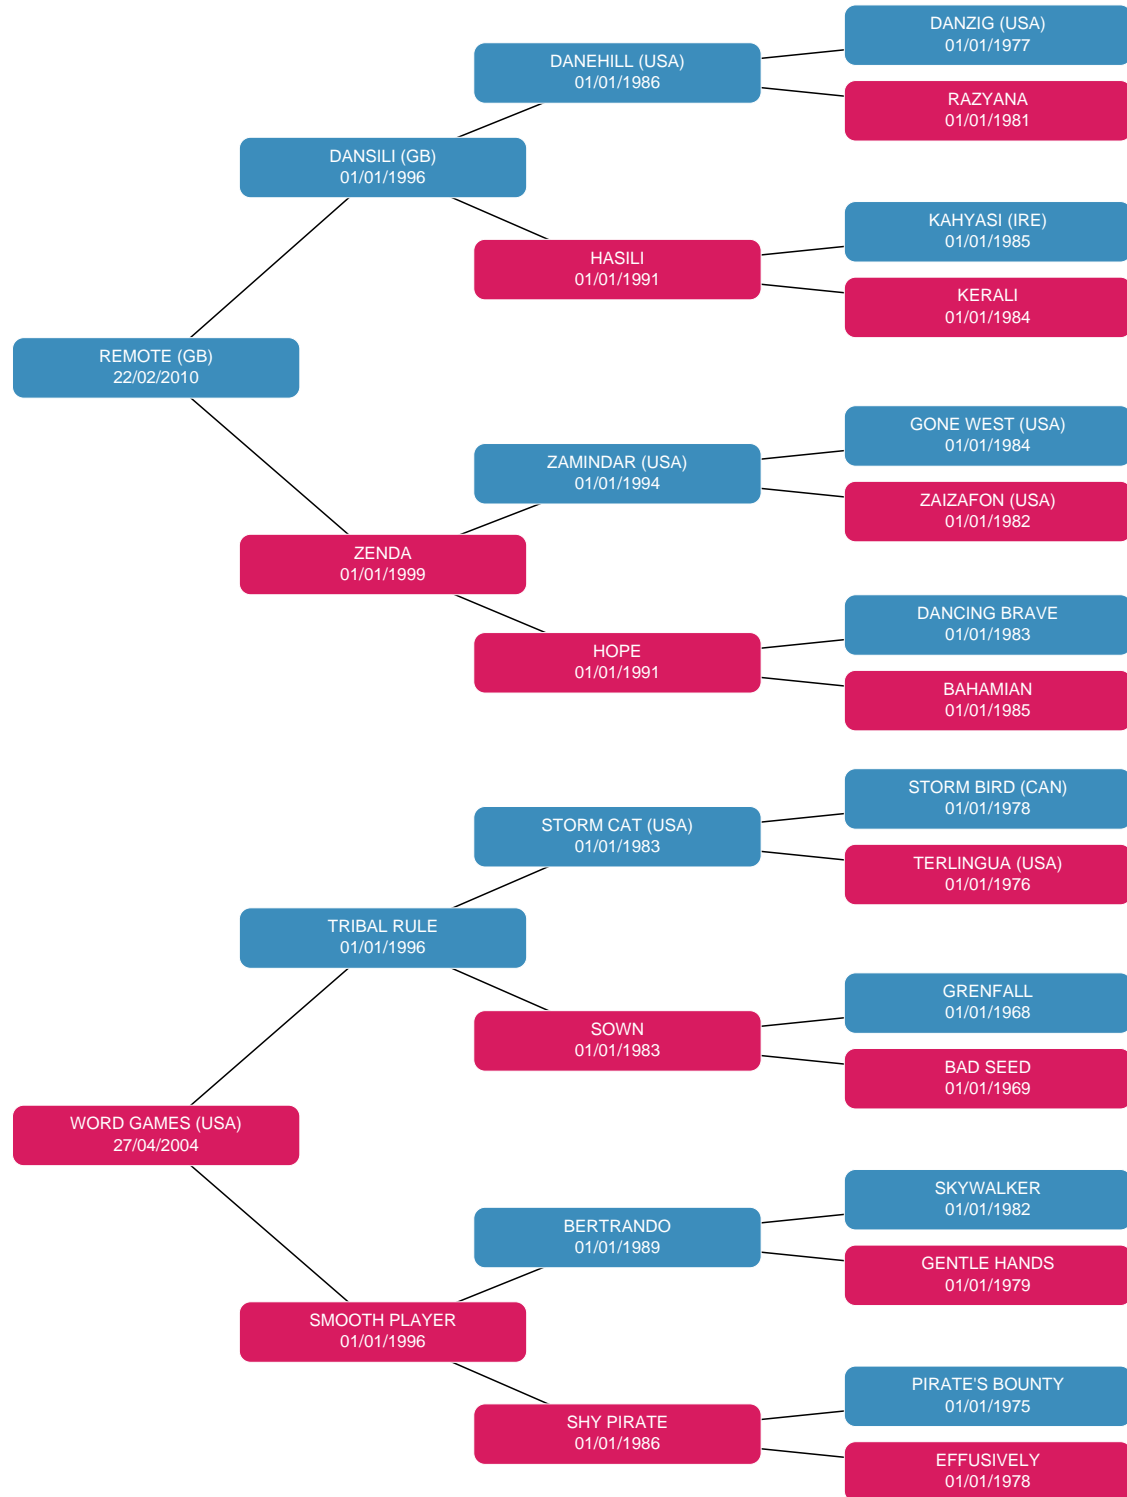 DANZIG (USA)
01/01/1977
DANEHILL (USA)
01/01/1986
RAZYANA
01/01/1981
DANSILI (GB)
01/01/1996
KAHYASI (IRE)
01/01/1985
HASILI
01/01/1991
KERALI
01/01/1984
REMOTE (GB)
22/02/2010
GONE WEST (USA)
01/01/1984
ZAMINDAR (USA)
01/01/1994
ZAIZAFON (USA)
01/01/1982
ZENDA
01/01/1999
DANCING BRAVE
01/01/1983
HOPE
01/01/1991
BAHAMIAN
01/01/1985
STORM BIRD (CAN)
01/01/1978
STORM CAT (USA)
01/01/1983
TERLINGUA (USA)
01/01/1976
TRIBAL RULE
01/01/1996
GRENFALL
01/01/1968
SOWN
01/01/1983
BAD SEED
01/01/1969
WORD GAMES (USA)
27/04/2004
SKYWALKER
01/01/1982
BERTRANDO
01/01/1989
GENTLE HANDS
01/01/1979
SMOOTH PLAYER
01/01/1996
PIRATE'S BOUNTY
01/01/1975
SHY PIRATE
01/01/1986
EFFUSIVELY
01/01/1978